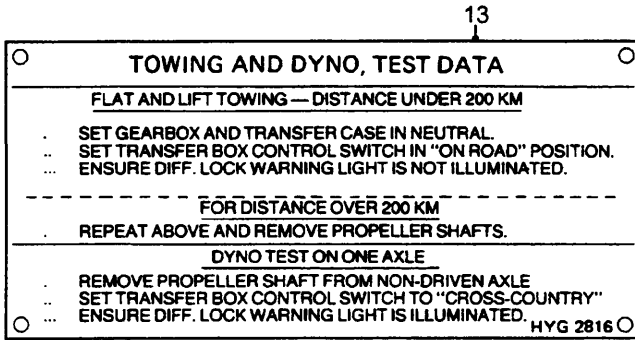 13
TOWING AND DYNO, TEST DATA
FLAT AND LIFT TOWING — DISTANCE UNDER 200 KM
. SET GEARBOX AND TRANSFER CASE IN NEUTRAL.
.. SET TRANSFER BOX CONTROL SWITCH IN "ON ROAD" POSITION.
... ENSURE DIFF. LOCK WARNING LIGHT IS NOT ILLUMINATED.
FOR DISTANCE OVER 200 KM
. REPEAT ABOVE AND REMOVE PROPELLER SHAFTS.
DYNO TEST ON ONE AXLE
. REMOVE PROPELLER SHAFT FROM NON-DRIVEN AXLE
.. SET TRANSFER BOX CONTROL SWITCH TO "CROSS-COUNTRY"
... ENSURE DIFF. LOCK WARNING LIGHT IS ILLUMINATED.
HYG 2816